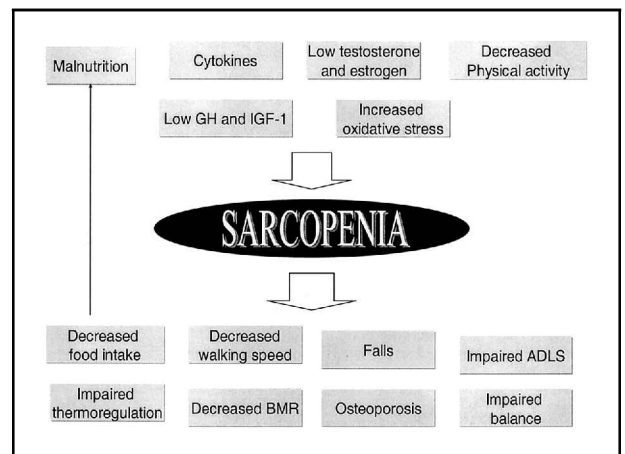 Malnutrition
Cytokines
Low testosterone
and estrogen
Decreased
Physical activity
Low GH and IGF-1
Increased
oxidative stress
SARCOPENIA
Decreased
food intake
Decreased
walking speed
Falls
Impaired ADLS
Impaired
thermoregulation
Decreased BMR
Osteoporosis
Impaired
balance